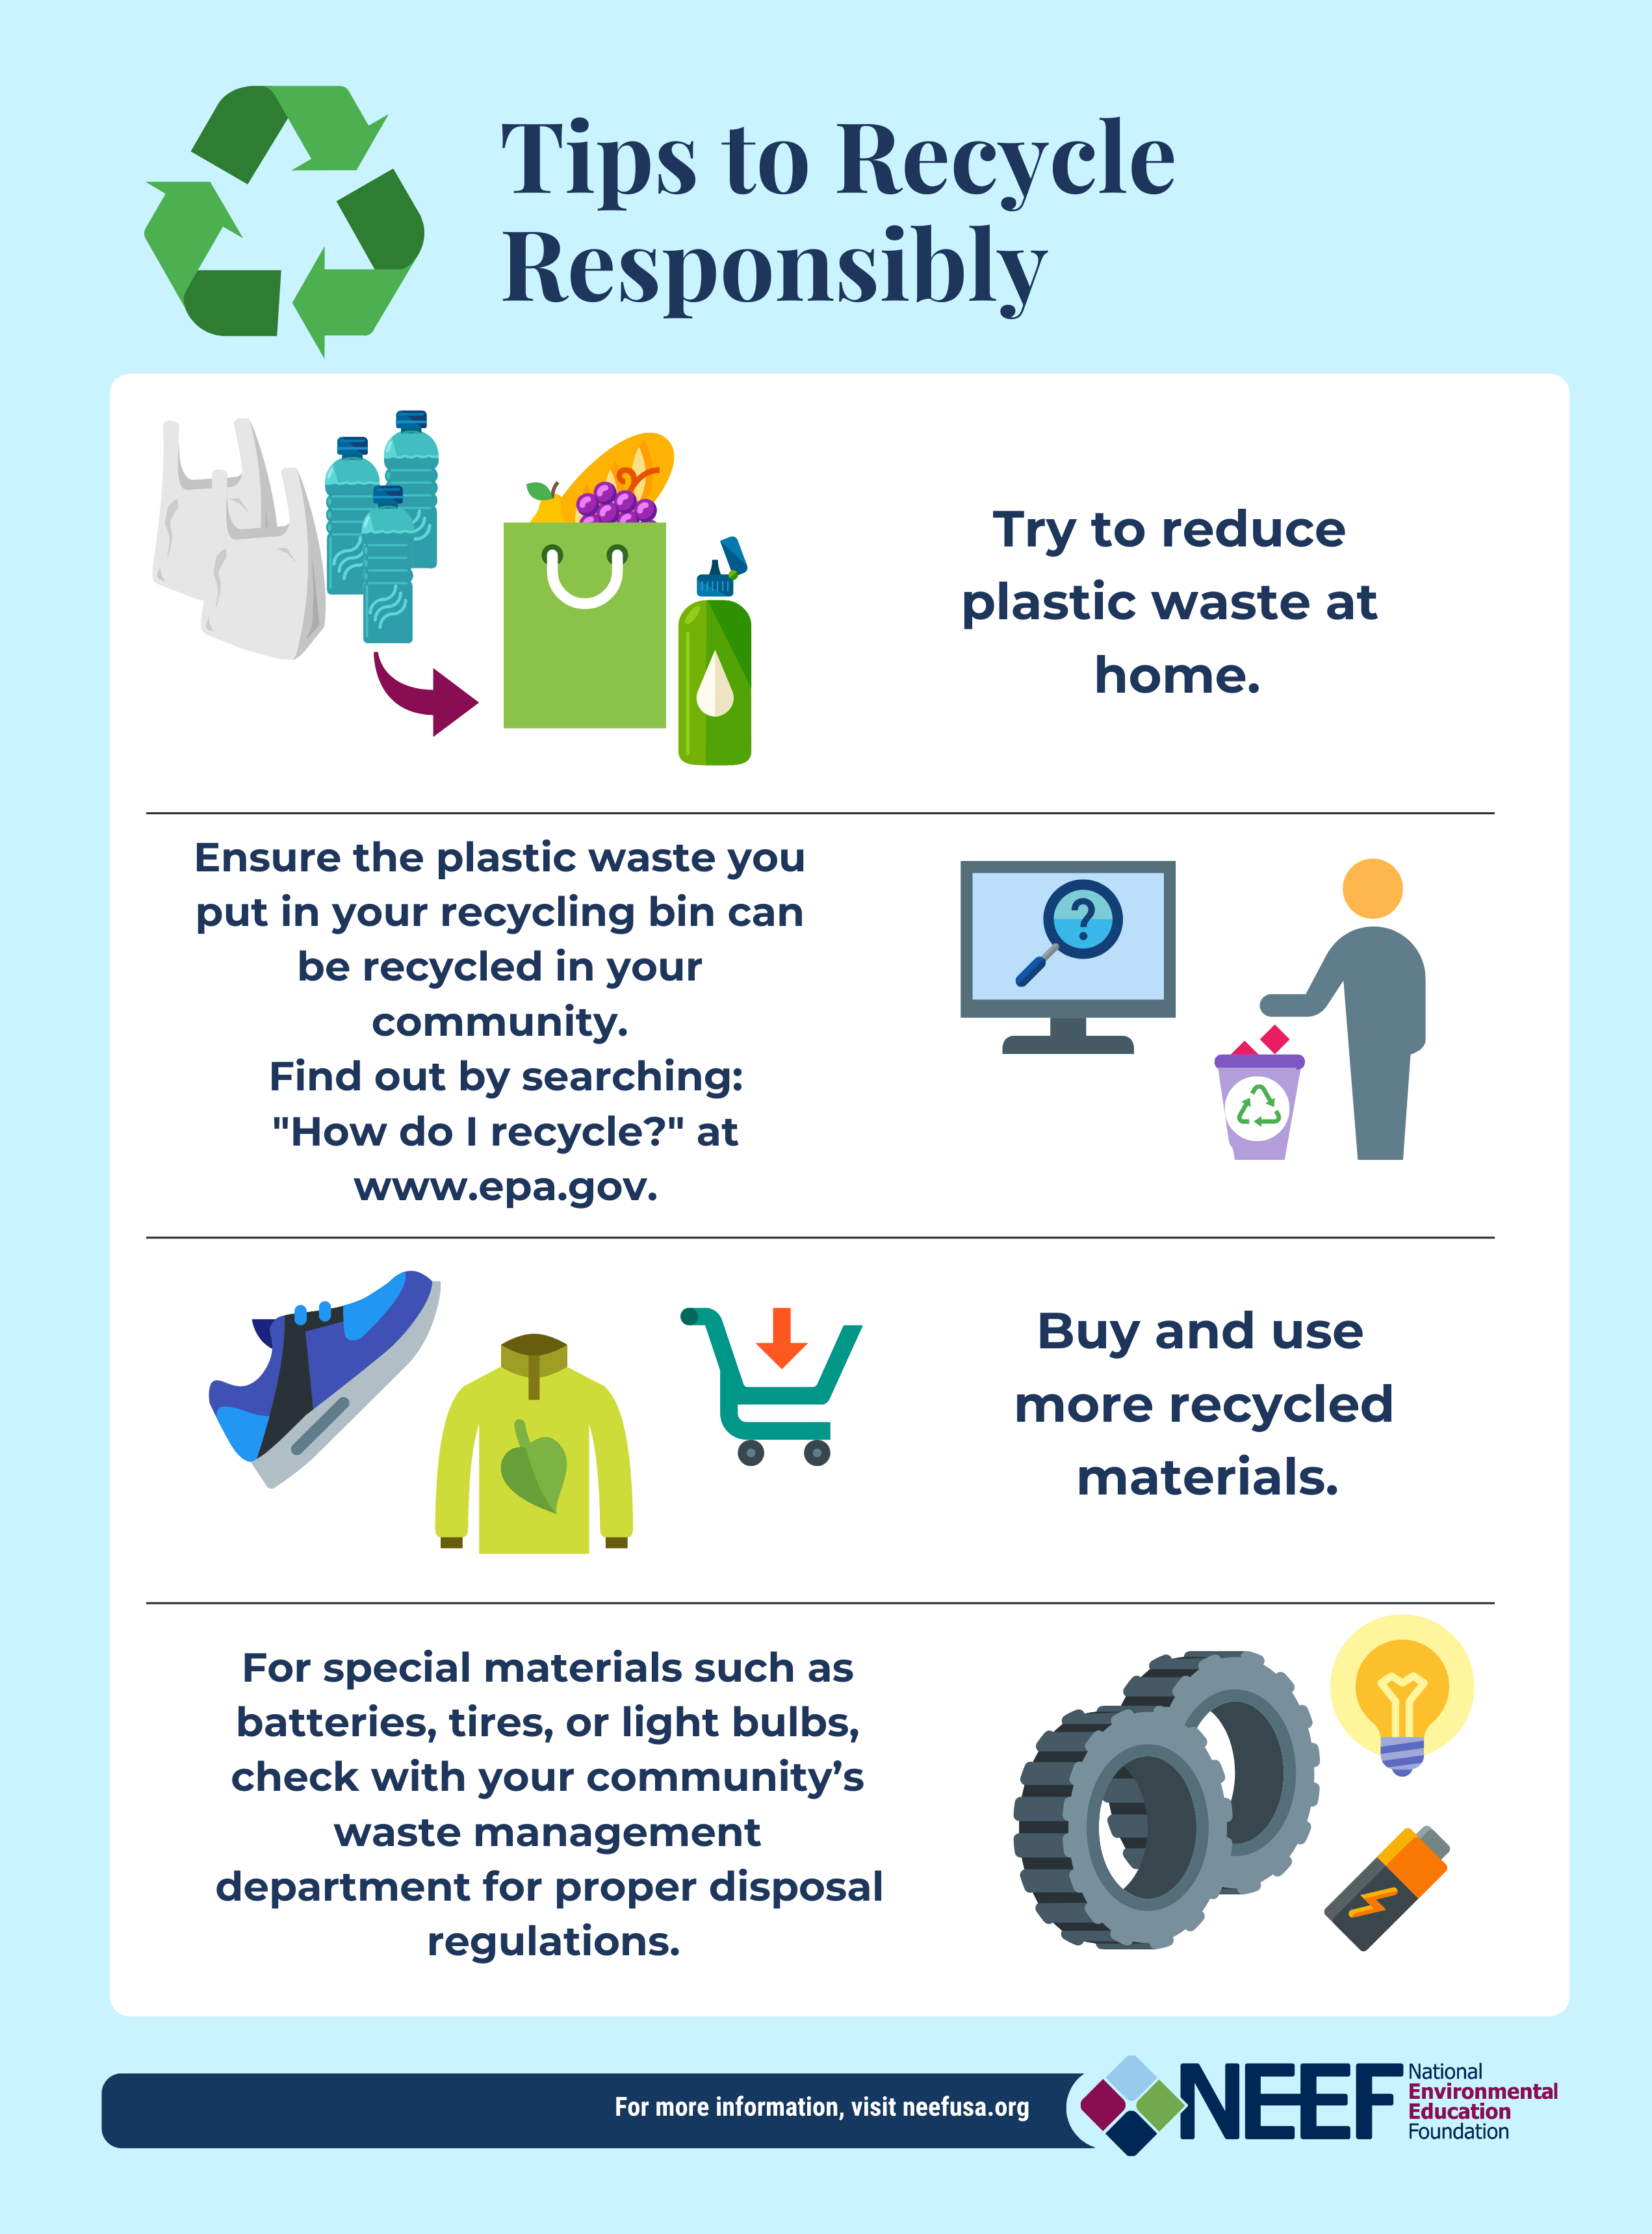 Tips to Recycle
Responsibly
Try to reduce
plastic waste at
home.
Ensure the plastic waste you
put in your recycling bin can
be recycled in your
community.
Find out by searching:
"How do I recycle?" at
www.epa.gov.
?
Buy and use
more recycled
materials.
For special materials such as
batteries, tires, or light bulbs,
check with your community’s
waste management
department for proper disposal
regulations.
For more information, visit neefusa.org
NEEF
National
Environmental
Education
Foundation